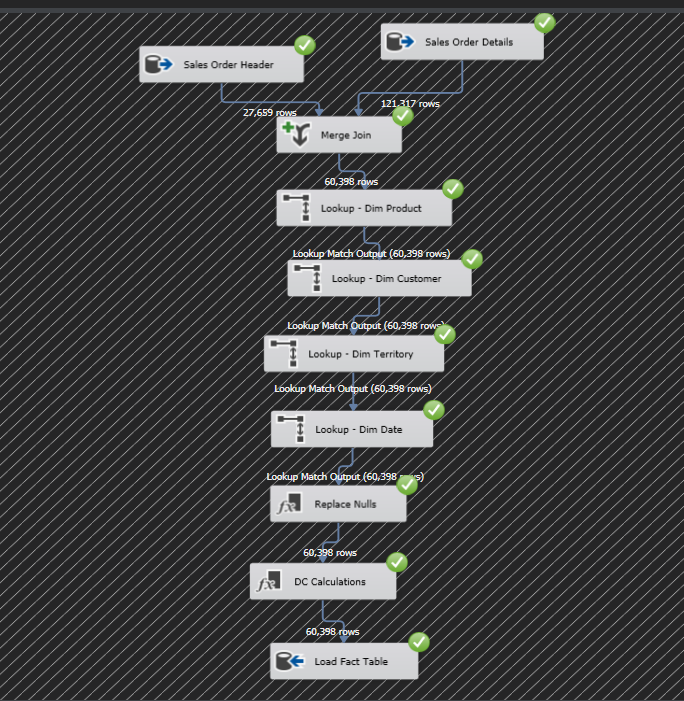 Sales Order Details
Sales Order Header
121,317 rows
27,659 rows
Merge Join
60,398 rows
Lookup - Dim Product
Lookup Match Output (60,398 rows)
Lookup - Dim Customer
Lookup Match Output (60,398 rows)
Lookup - Dim Territory
Lookup Match Output (60,398 rows)
Lookup - Dim Date
Lookup Match Output (60,398 rows)
Replace Nulls
60,398 rows
DC Calculations
60,398 rows
Load Fact Table